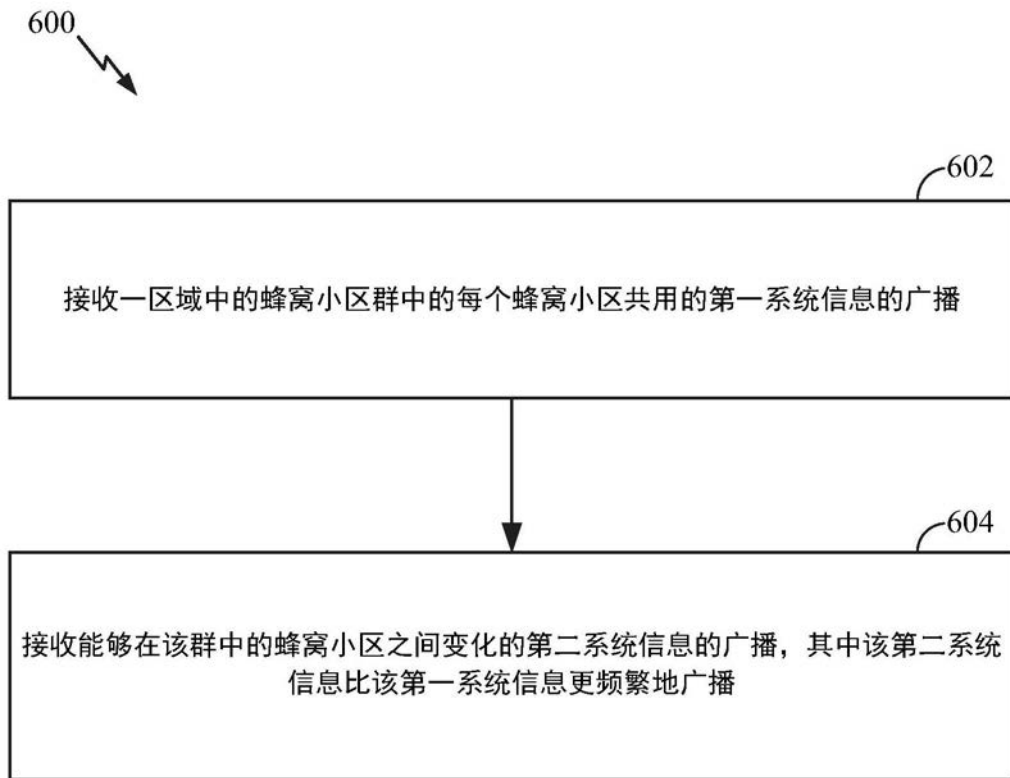 600
602
接收一区域中的蜂窝小区群中的每个蜂窝小区共用的第一系统信息的广播
604
接收能够在该群中的蜂窝小区之间变化的第二系统信息的广播，其中该第二系统
信息比该第一系统信息更频繁地广播